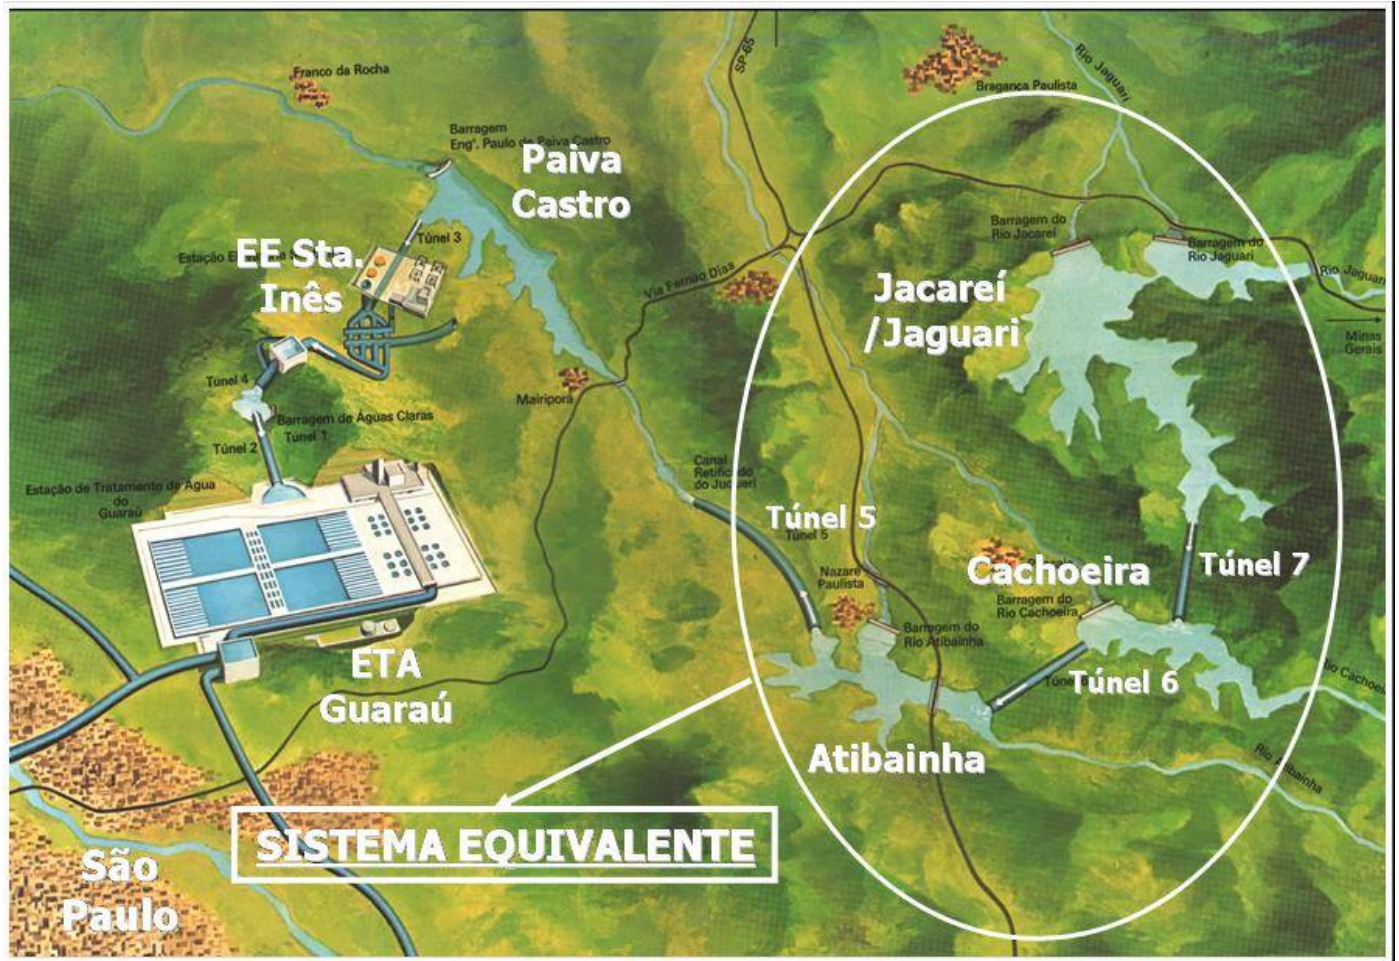 Franco da Rocha
Barragem
Engº. Paulo de Paiva Castro
Paiva
Castro
SP-65
Rio Jaguari
Bragança Paulista
Túnel 3
EE Sta.
Inês
Barragem do
Rio Jacareí
Barragem do
Rio Jaguari
Rio Jaguari
Via Fernão Dias
Jacareí
/Jaguari
Minas
Gerais
Túnel 4
Mairiporã
Barragem de Águas Claras
Túnel 1
Túnel 2
Canal
Retificado
do Juqueri
Estação de Tratamento de Água
do
Guaraú
Túnel 5
Túnel 5
Nazaré
Paulista
Cachoeira
Túnel 7
Barragem do
Rio Cachoeira
Barragem do
Rio Atibainha
ETA
Guaraú
Túnel 6
Rio Cachoeira
Atibainha
Rio Atibainha
SISTEMA EQUIVALENTE
São
Paulo